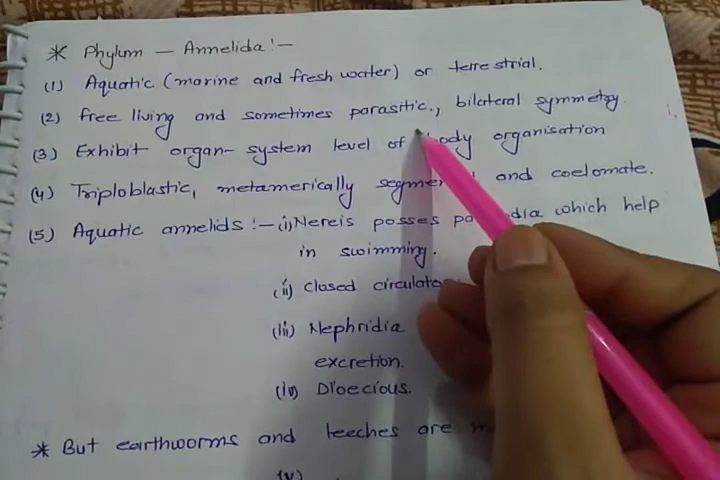 * Phylum - Annelida:-
(1) Aquatic (marine and fresh water) or terrestrial.
(2) free living and sometimes parasitic., bilateral symmetry.
(3) Exhibit organ- system level of body organisation
(4) Triploblastic, metamerically and coelomate.
(5) Aquatic annelids:- (i) Nereis posses which help
in swimming.
(ii) Closed
(iii) Nephridia
excretion.
(iv) Dioecious.
* But earthworms and leeches are
(v)